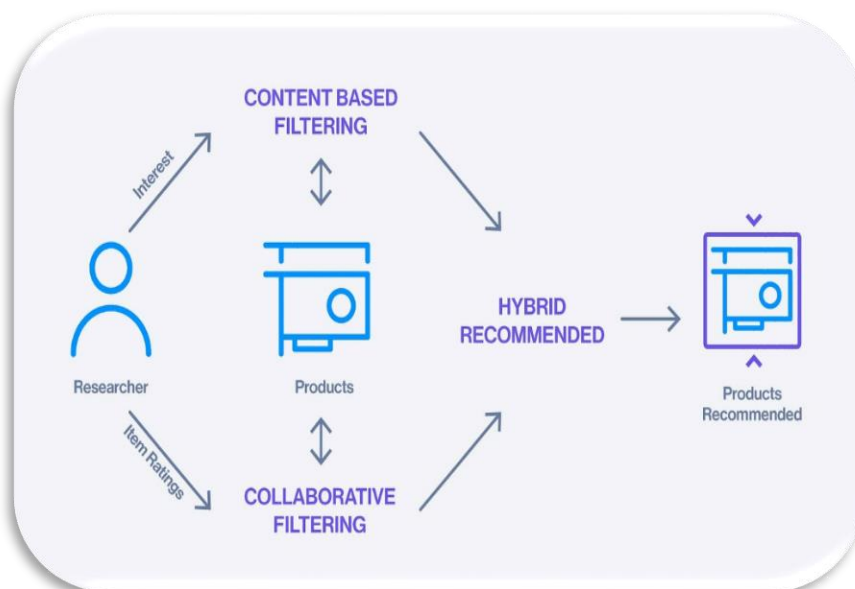 CONTENT BASED
FILTERING
Interest
Researcher
Products
HYBRID
RECOMMENDED
Products
Recommended
Item Ratings
COLLABORATIVE
FILTERING